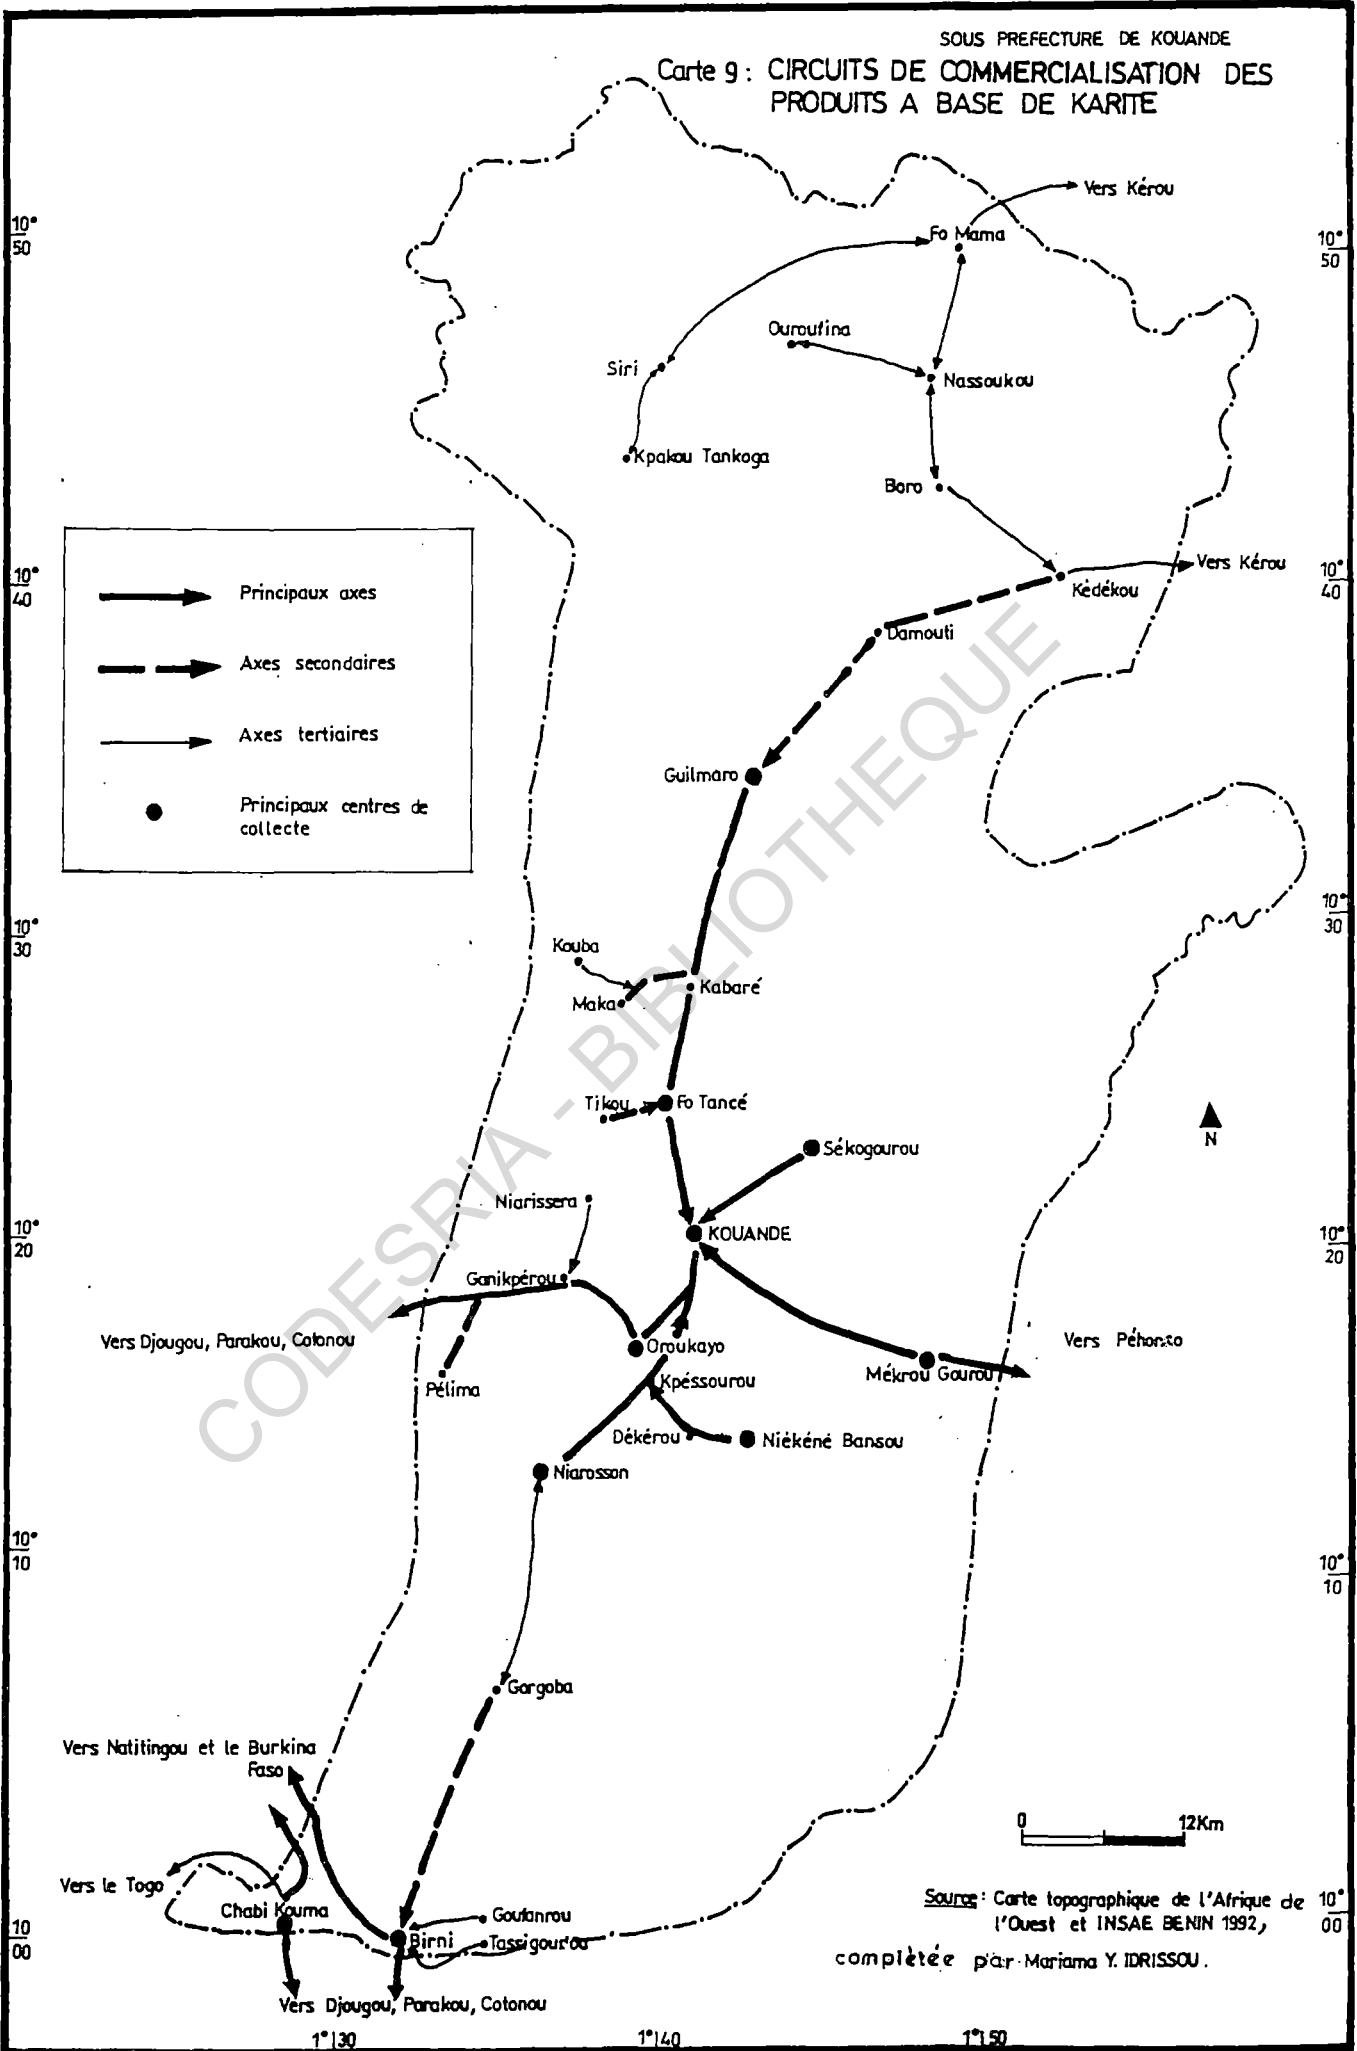 SOUS PREFECTURE DE KOUANDE
Carte 9 : CIRCUITS DE COMMERCIALISATION DES
PRODUITS A BASE DE KARITE
Vers Kérou
10°
50
Fo Mama
10°
50
Ouroufina
Siri
Nassoukou
Kpakou Tankoga
Boro
Vers Kérou
10°
40
10°
40
Kèdékou
Principaux axes
Axes secondaires
Axes tertiaires
Principaux centres de
collecte
Damouti
Guilmaro
10°
30
10°
30
Kouba
Kabaré
Maka
Tikou
Fo Tancé
N
Sékogourou
Niarissera
KOUANDE
10°
20
10°
20
Ganikpérou
Vers Djougou, Parakou, Cotonou
Oroukayo
Vers Péhonco
Mékrou Gourou
Pélima
Kpéssourou
Dékérou
Niékéné Bansou
Niarosson
10°
10
10°
10
Gorgoba
Vers Natitingou et le Burkina
Faso
0
12Km
Vers le Togo
Chabi Kouma
Goufanrou
Birni
Tassigourou
10
00
10°
00
Source : Carte topographique de l'Afrique de
l'Ouest et INSAE BENIN 1992,
complètée par Mariama Y. IDRISSOU.
Vers Djougou, Parakou, Cotonou
1°30
1°40
1°50
CODESRIA - BIBLIOTHEQUE